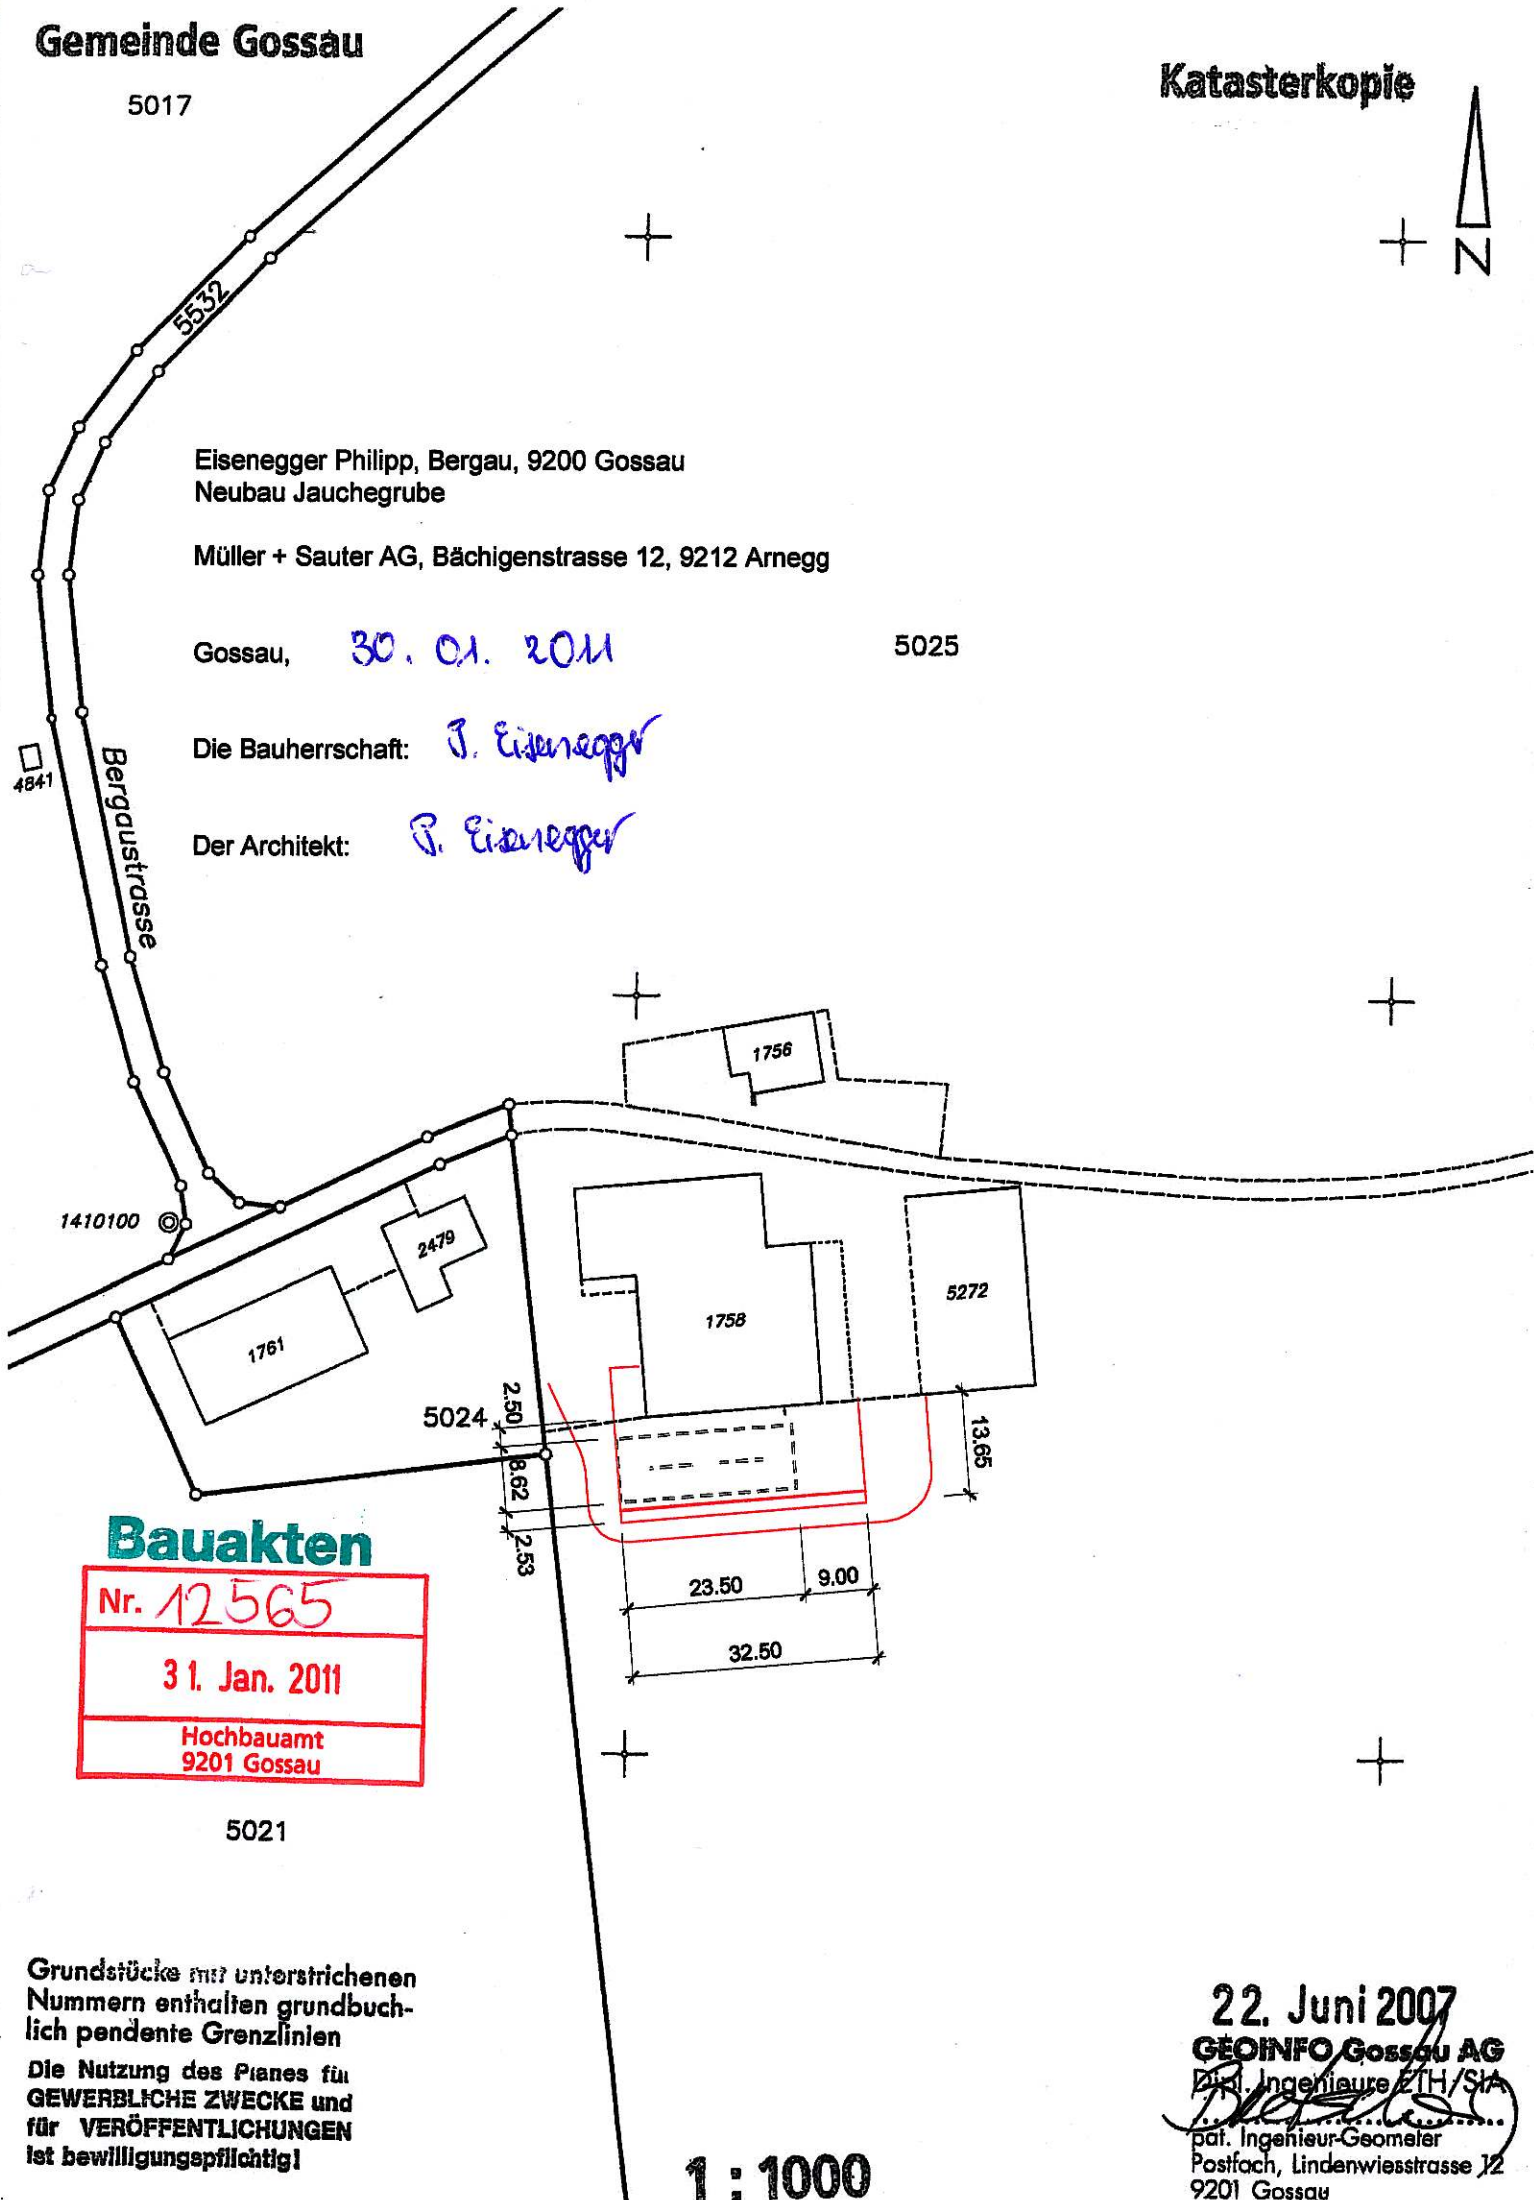 Gemeinde Gossau
5017
Katasterkopie
N
5532
Eisenegger Philipp, Bergau, 9200 Gossau
Neubau Jauchegrube
Müller + Sauter AG, Bächigenstrasse 12, 9212 Arnegg
Gossau, 30. 01. 2011
5025
Die Bauherrschaft: P. Eisenegger
4841
Bergaustrasse
Der Architekt: P. Eisenegger
1756
1410100
2479
5272
1758
1761
5024
2.50
8.62
2.53
13.65
23.50
9.00
32.50
Bauakten
Nr. 12565
31. Jan. 2011
Hochbauamt
9201 Gossau
5021
Grundstücke mit unterstrichenen
Nummern enthalten grundbuch-
lich pendente Grenzlinien
Die Nutzung des Planes für
GEWERBLICHE ZWECKE und
für VERÖFFENTLICHUNGEN
ist bewilligungspflichtig!
1 : 1000
22. Juni 2007
GEOINFO Gossau AG
Dipl. Ingenieure ETH/SIA
pat. Ingenieur-Geometer
Postfach, Lindenwiesstrasse 12
9201 Gossau